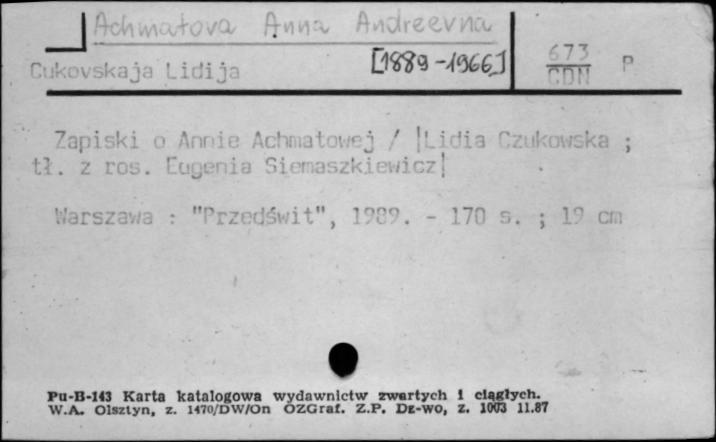 Achmatova Anna Andreevna
[1889-1966]
Cukovskaja Lidija
673
CDN
P
Zapiski o Annie Achmatowej / |Lidia Czukowska ;
tł. z ros. Eugenia Siemaszkiewicz|
Warszawa : "Przedświt", 1989. - 170 s. ; 19 cm
Pu-B-143 Karta katalogowa wydawnictw zwartych i ciągłych.
W.A. Olsztyn, z. 1470/DW/On OZGraf. Z.P. Dz-wo, z. 1003 11.87